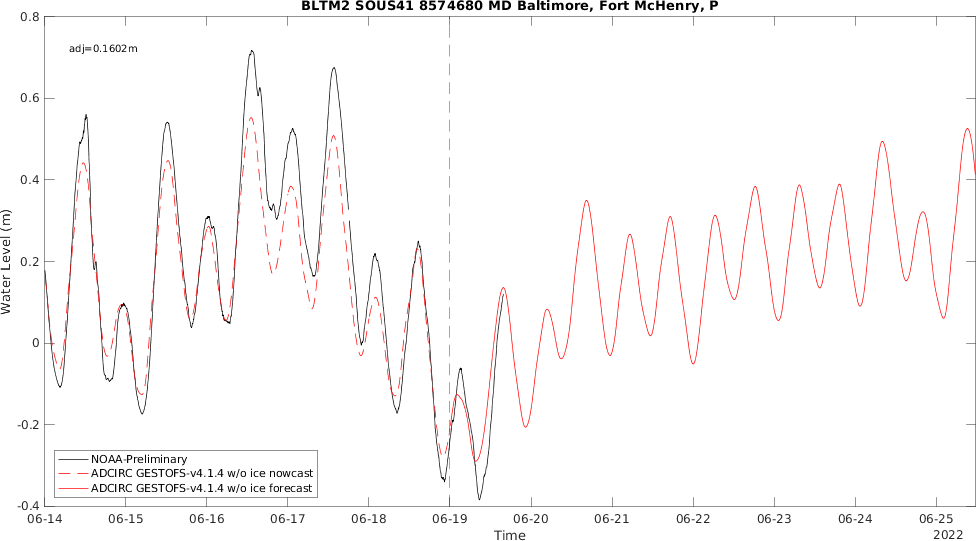 BLTM2 SOUS41 8574680 MD Baltimore, Fort McHenry, P
adj=0.1602m
0.8
0.6
0.4
0.2
0
-0.2
-0.4
Water Level (m)
NOAA-Preliminary
ADCIRC GESTOFS-v4.1.4 w/o ice nowcast
ADCIRC GESTOFS-v4.1.4 w/o ice forecast
06-14 06-15 06-16 06-17 06-18 06-19 06-20 06-21 06-22 06-23 06-24 06-25
Time
2022